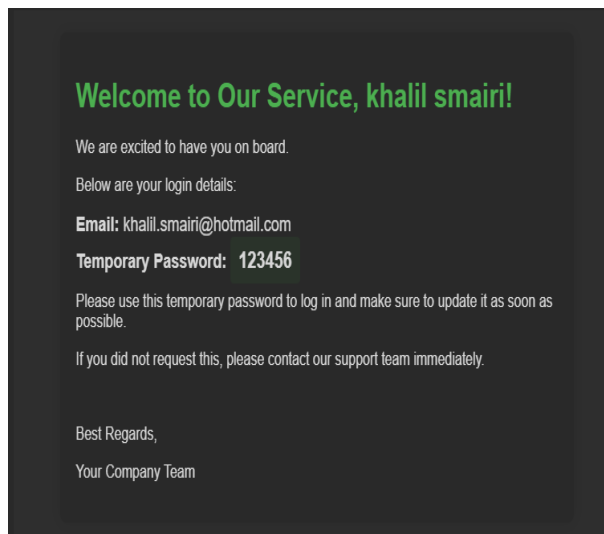 Welcome to Our Service, khalil smairi!
We are excited to have you on board.
Below are your login details:
Email: khalil.smairi@hotmail.com
Temporary Password: 123456
Please use this temporary password to log in and make sure to update it as soon as
possible.
If you did not request this, please contact our support team immediately.
Best Regards,
Your Company Team